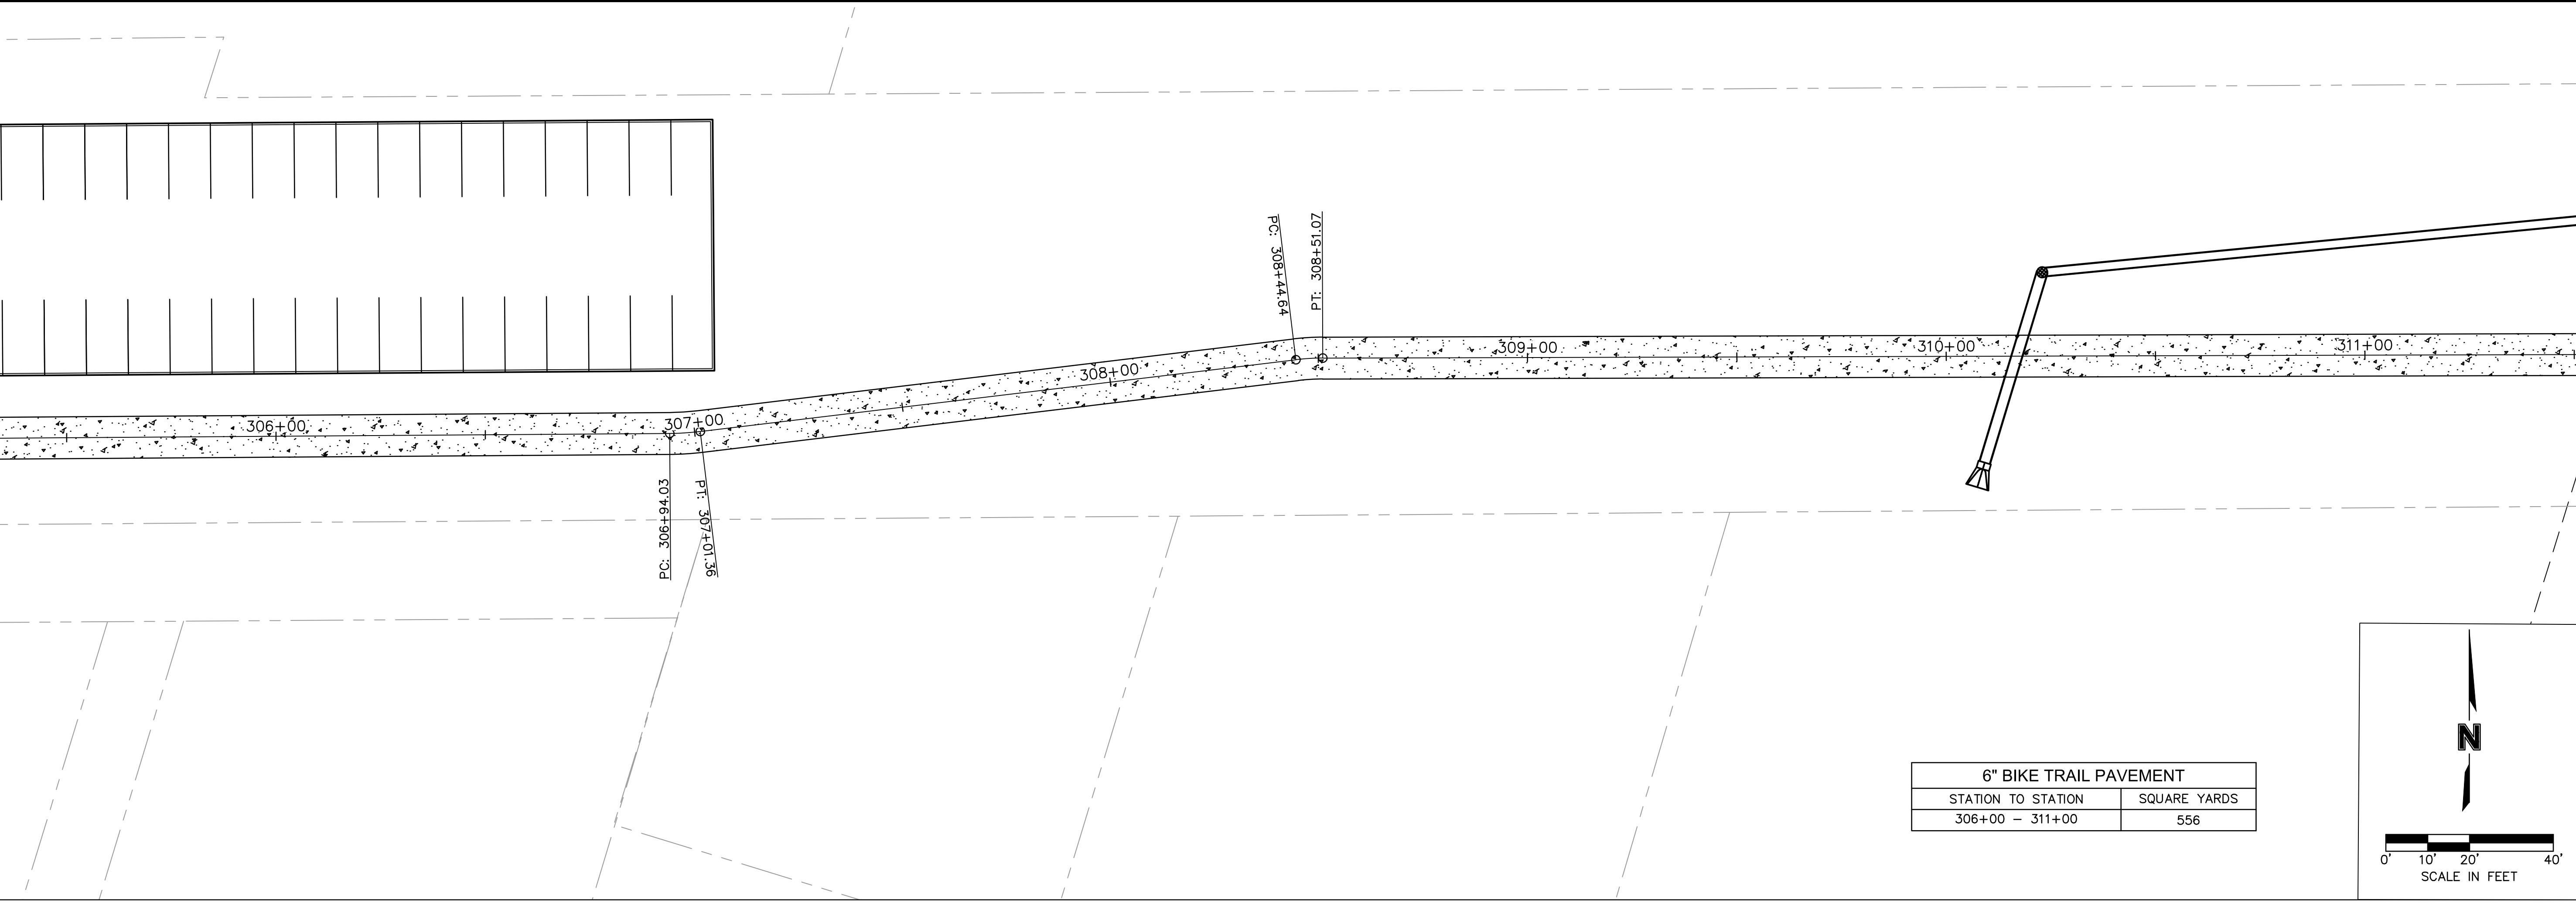 PC: 308+44.64
PT: 308+51.07
309+00
310+00
311+00
308+00
307+00
306+00
PC: 306+94.03
PT: 307+01.36
6" BIKE TRAIL PAVEMENT
STATION TO STATION SQUARE YARDS
306+00 – 311+00 556
N
0' 10' 20' 40'
SCALE IN FEET